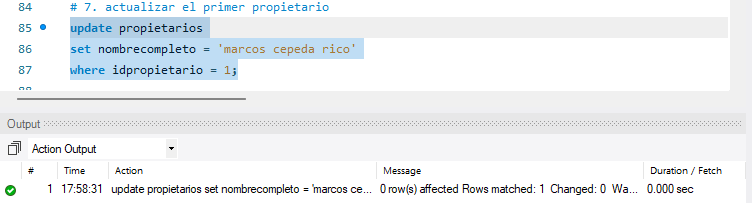 84 # 7. actualizar el primer propietario
85 update propietarios
86 set nombrecompleto = 'marcos cepeda rico'
87 where idpropietario = 1;
Output
Action Output
# Time Action Message Duration / Fetch
1 17:58:31 update propietarios set nombrecompleto = 'marcos ce... 0 row(s) affected Rows matched: 1 Changed: 0 Wa... 0.000 sec